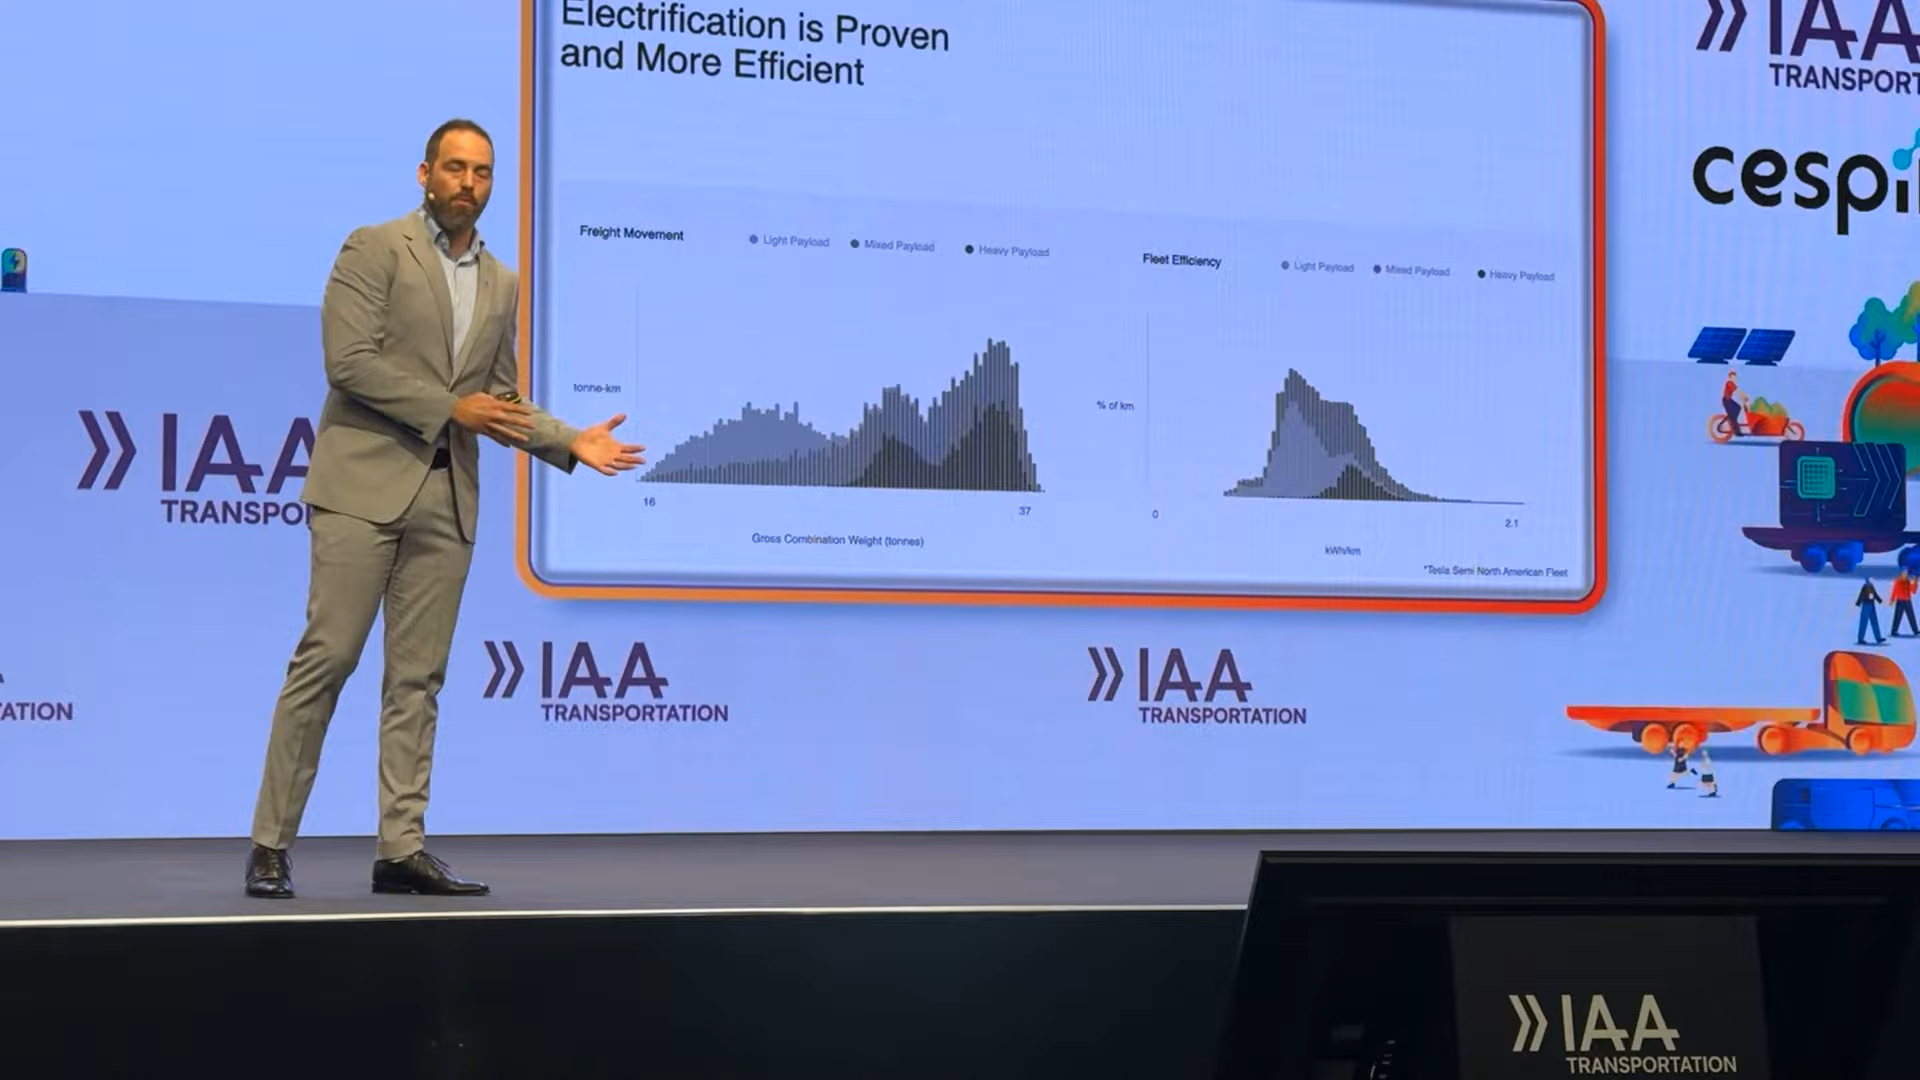 Electrification is Proven
and More Efficient
Freight Movement
Light Payload
Mixed Payload
Heavy Payload
tonne-km
16
37
Gross Combination Weight (tonnes)
Fleet Efficiency
Light Payload
Mixed Payload
Heavy Payload
% of km
0
2.1
kWh/km
*Tesla Semi North American Fleet
IAA
TRANSPORT
cespi
IAA
TRANSPO
ATION
IAA
TRANSPORTATION
IAA
TRANSPORTATION
IAA
TRANSPORTATION